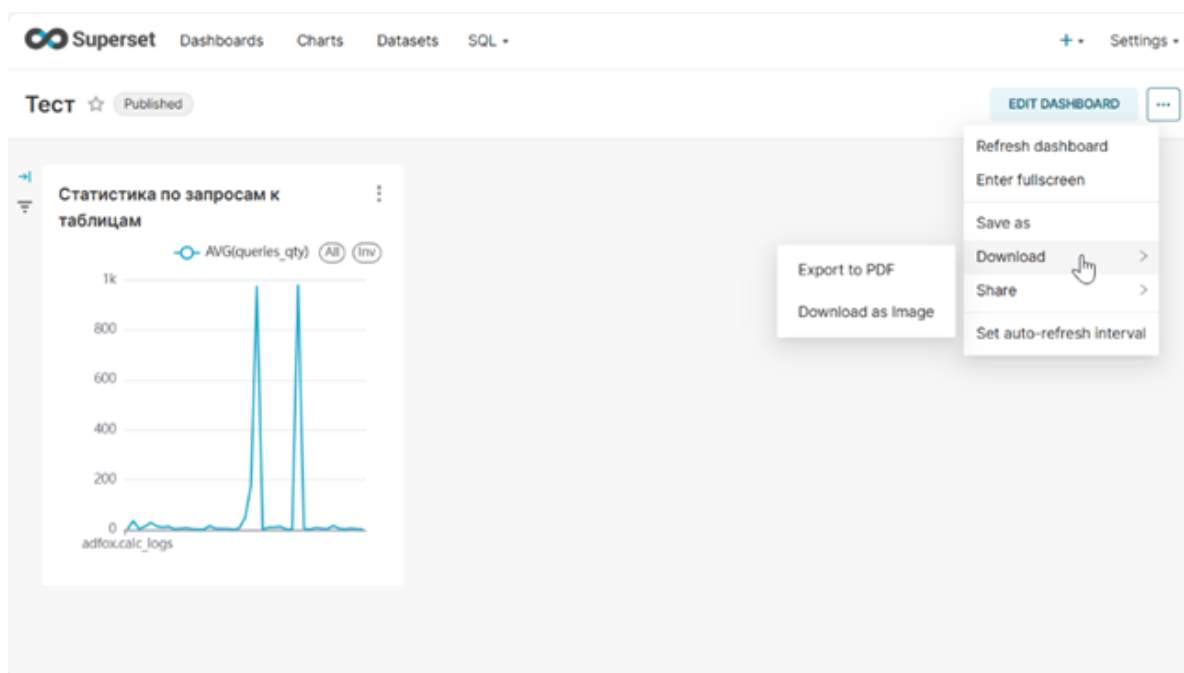 Superset Dashboards Charts Datasets SQL + Settings
Тест Published EDIT DASHBOARD ...
Refresh dashboard
Enter fullscreen
Save as
Download
Share
Set auto-refresh interval
Export to PDF
Download as Image
Статистика по запросам к
таблицам
AVG(queries_qty) All Inv
1k
800
600
400
200
0
adfox.calc_logs